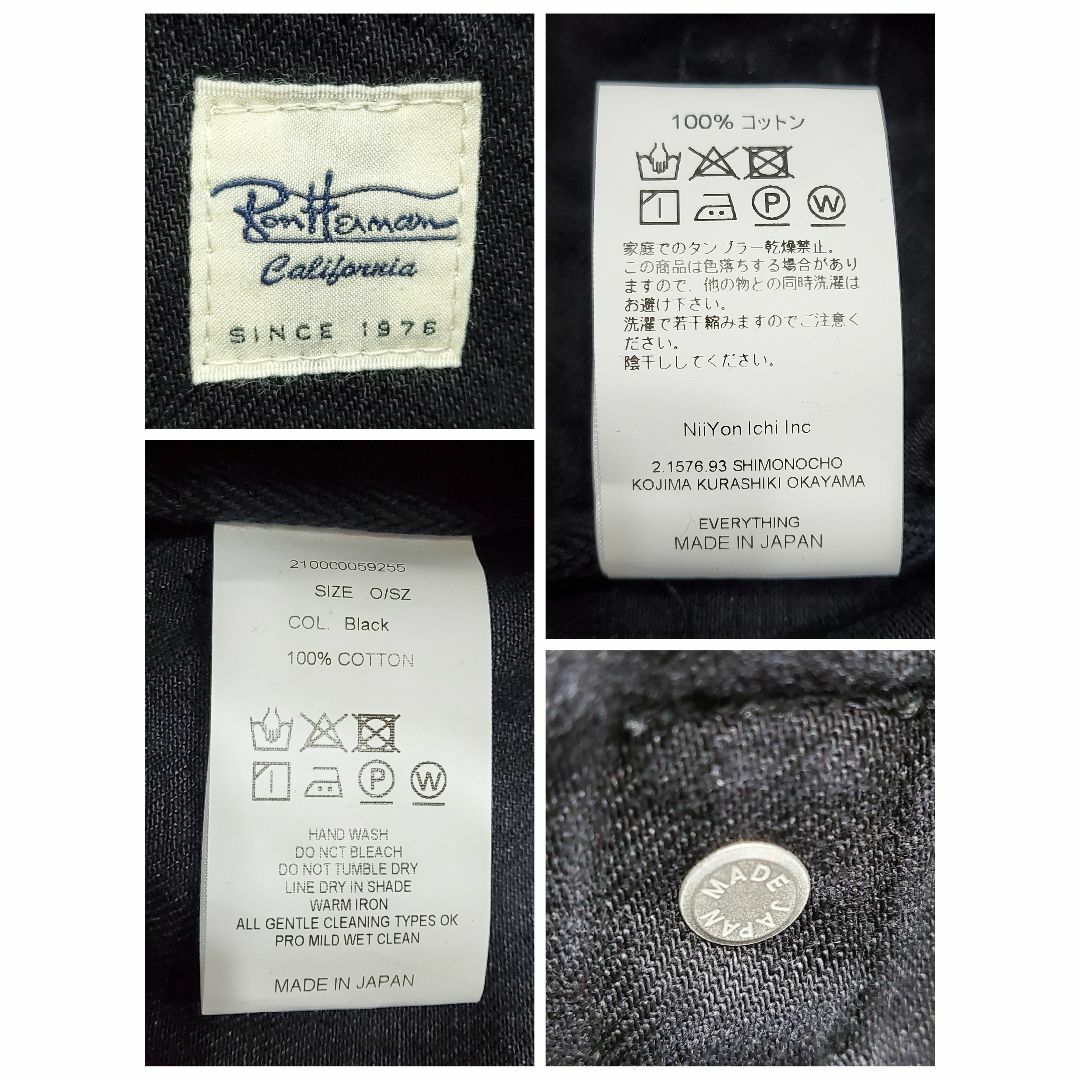 Ron Herman
California
SINCE 1976
100% コットン
P
W
家庭でのタンブラー乾燥禁止。
この商品は色落ちする場合があり
ますので、他の物との同時洗濯は
お避け下さい。
洗濯で若干縮みますのでご注意く
ださい。
陰干ししてください。
NiiYon Ichi Inc
2.1576.93 SHIMONOCHO
KOJIMA KURASHIKI OKAYAMA
EVERYTHING
MADE IN JAPAN
210000059255
SIZE O/SZ
COL. Black
100% COTTON
P
W
HAND WASH
DO NOT BLEACH
DO NOT TUMBLE DRY
LINE DRY IN SHADE
WARM IRON
ALL GENTLE CLEANING TYPES OK
PRO MILD WET CLEAN
MADE IN JAPAN
MADE JAPAN